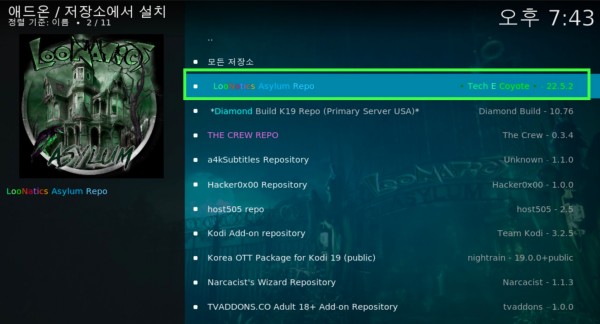 애드온 / 저장소에서 설치
정렬 기준: 이름 • 2 / 11
오후 7:43
LooNatics
ASYLUM
LooNatics Asylum Repo
..
모든 저장소
LooNatics Asylum Repo * Tech E Coyote * - 22.5.2
*Diamond Build K19 Repo (Primary Server USA)* Diamond Build - 10.76
THE CREW REPO The Crew - 0.3.4
a4kSubtitles Repository Unknown - 1.1.0
Hacker0x00 Repository Hacker0x00 - 1.0.0
host505 repo host505 - 2.5
Kodi Add-on repository Team Kodi - 3.2.5
Korea OTT Package for Kodi 19 (public) nightrain - 19.0.0+public
Narcacist's Wizard Repository Narcacist - 1.1.3
TVADDONS.CO Adult 18+ Add-on Repository tvaddons - 1.0.0